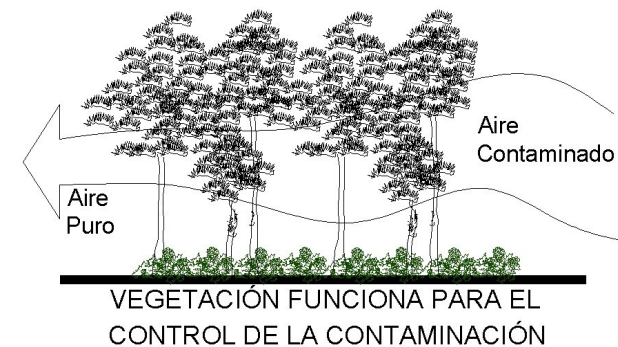 Aire
Contaminado
Aire
Puro
VEGETACIÓN FUNCIONA PARA EL
CONTROL DE LA CONTAMINACIÓN